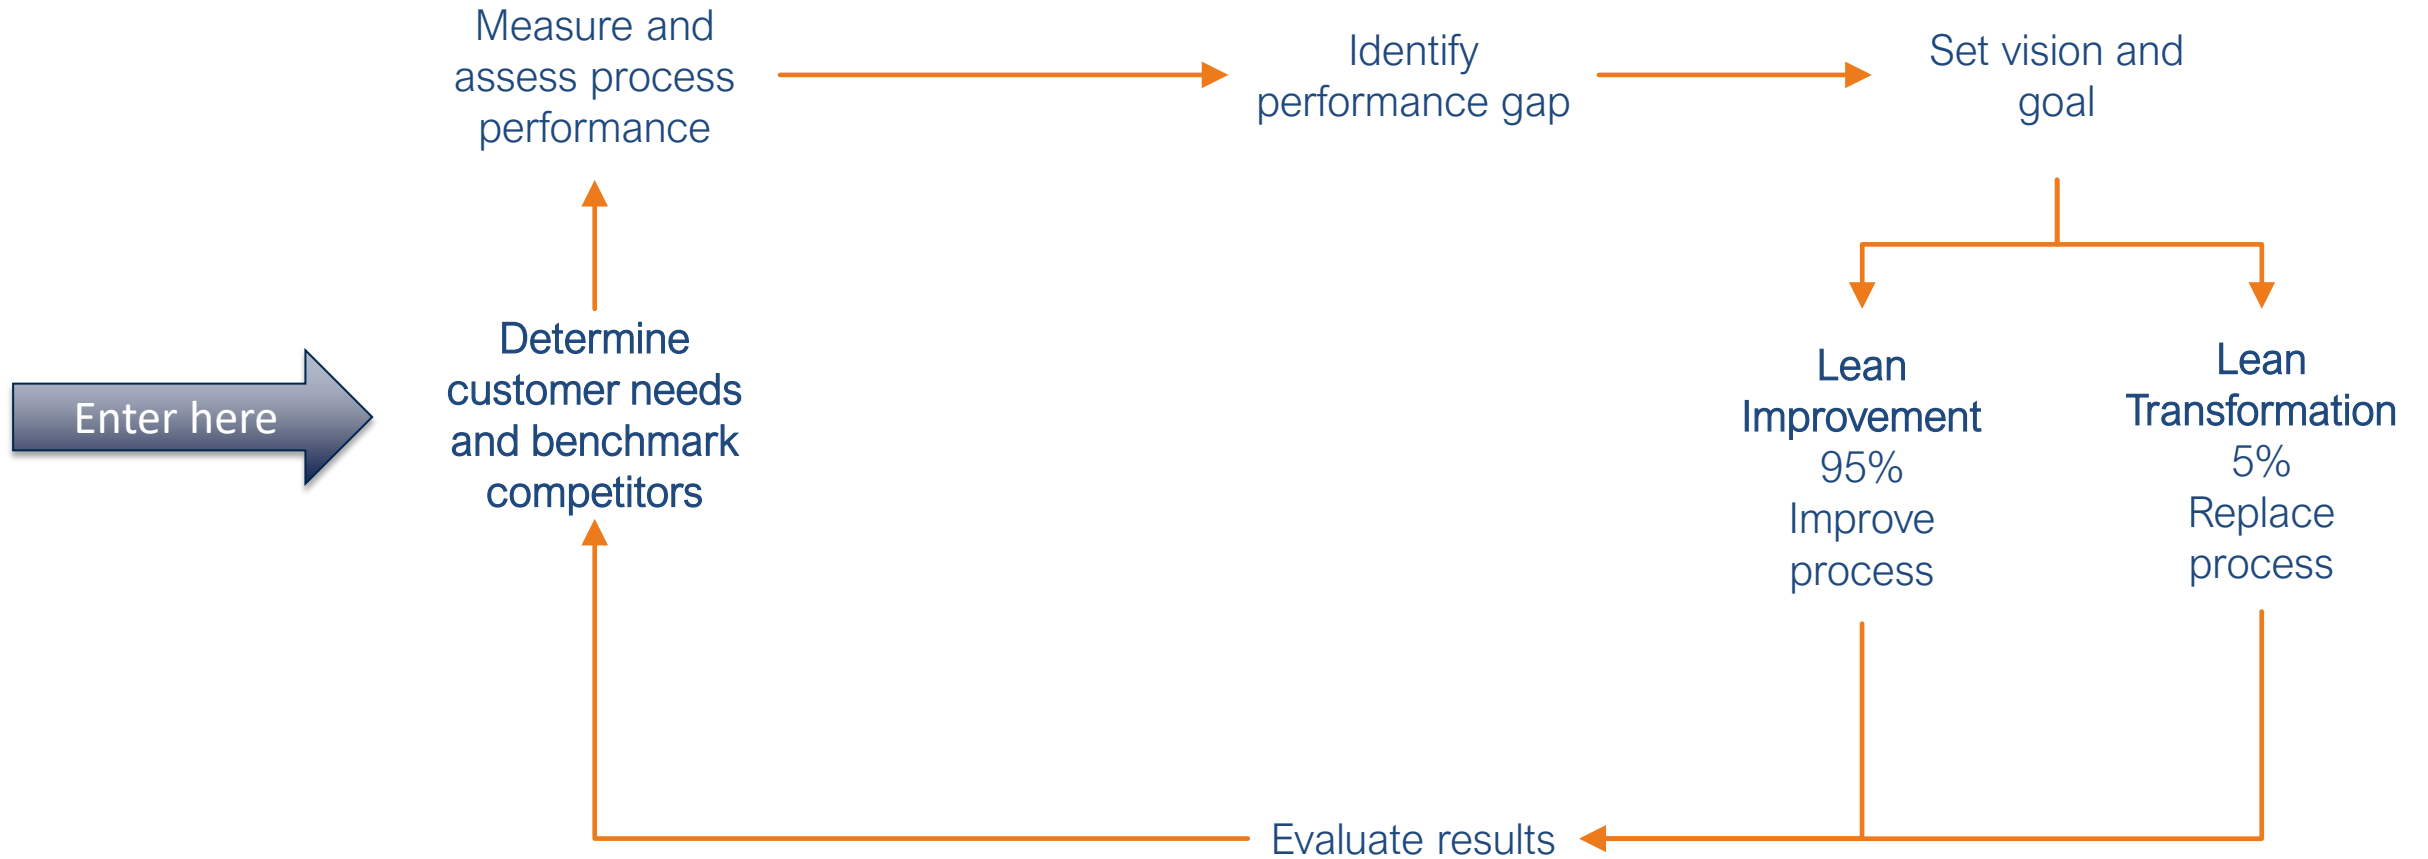 Measure and
assess process
performance
Identify
performance gap
Set vision and
goal
Enter here
Determine
customer needs
and benchmark
competitors
Lean
Improvement
95%
Improve
process
Lean
Transformation
5%
Replace
process
Evaluate results